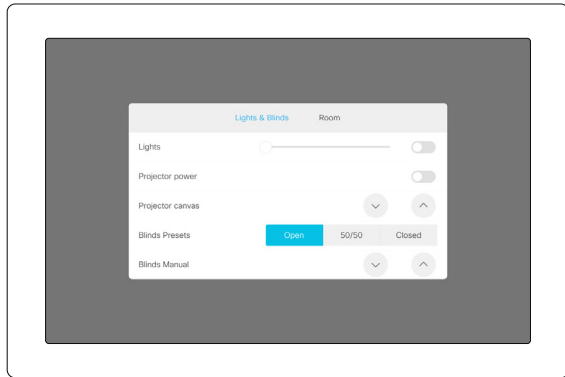 Lights & Blinds Room
Lights
Projector power
Projector canvas
Blinds Presets Open 50/50 Closed
Blinds Manual